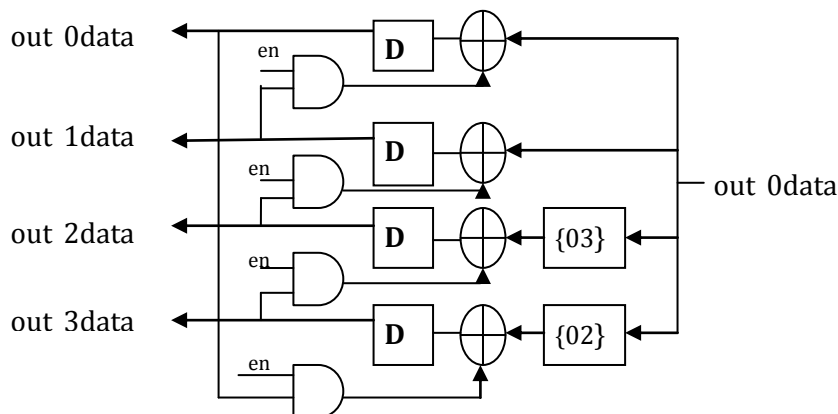 out 0data
D
en
out 1data
D
out 0data
en
out 2data
D
{03}
en
out 3data
D
{02}
en